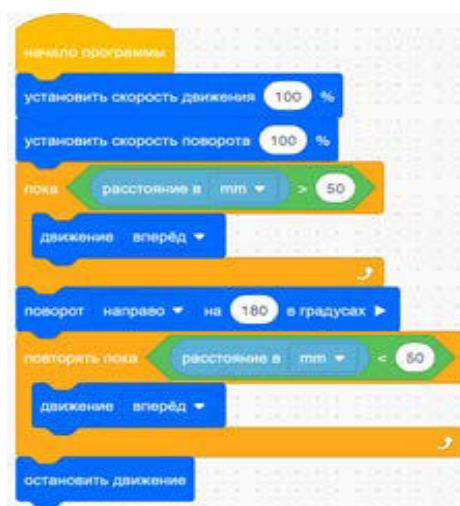 начало программы
установить скорость движения 100 %
установить скорость поворота 100 %
пока расстояние в mm > 50
движение вперёд
поворот направо на 180 в градусах
повторять пока расстояние в mm < 50
движение вперёд
остановить движение